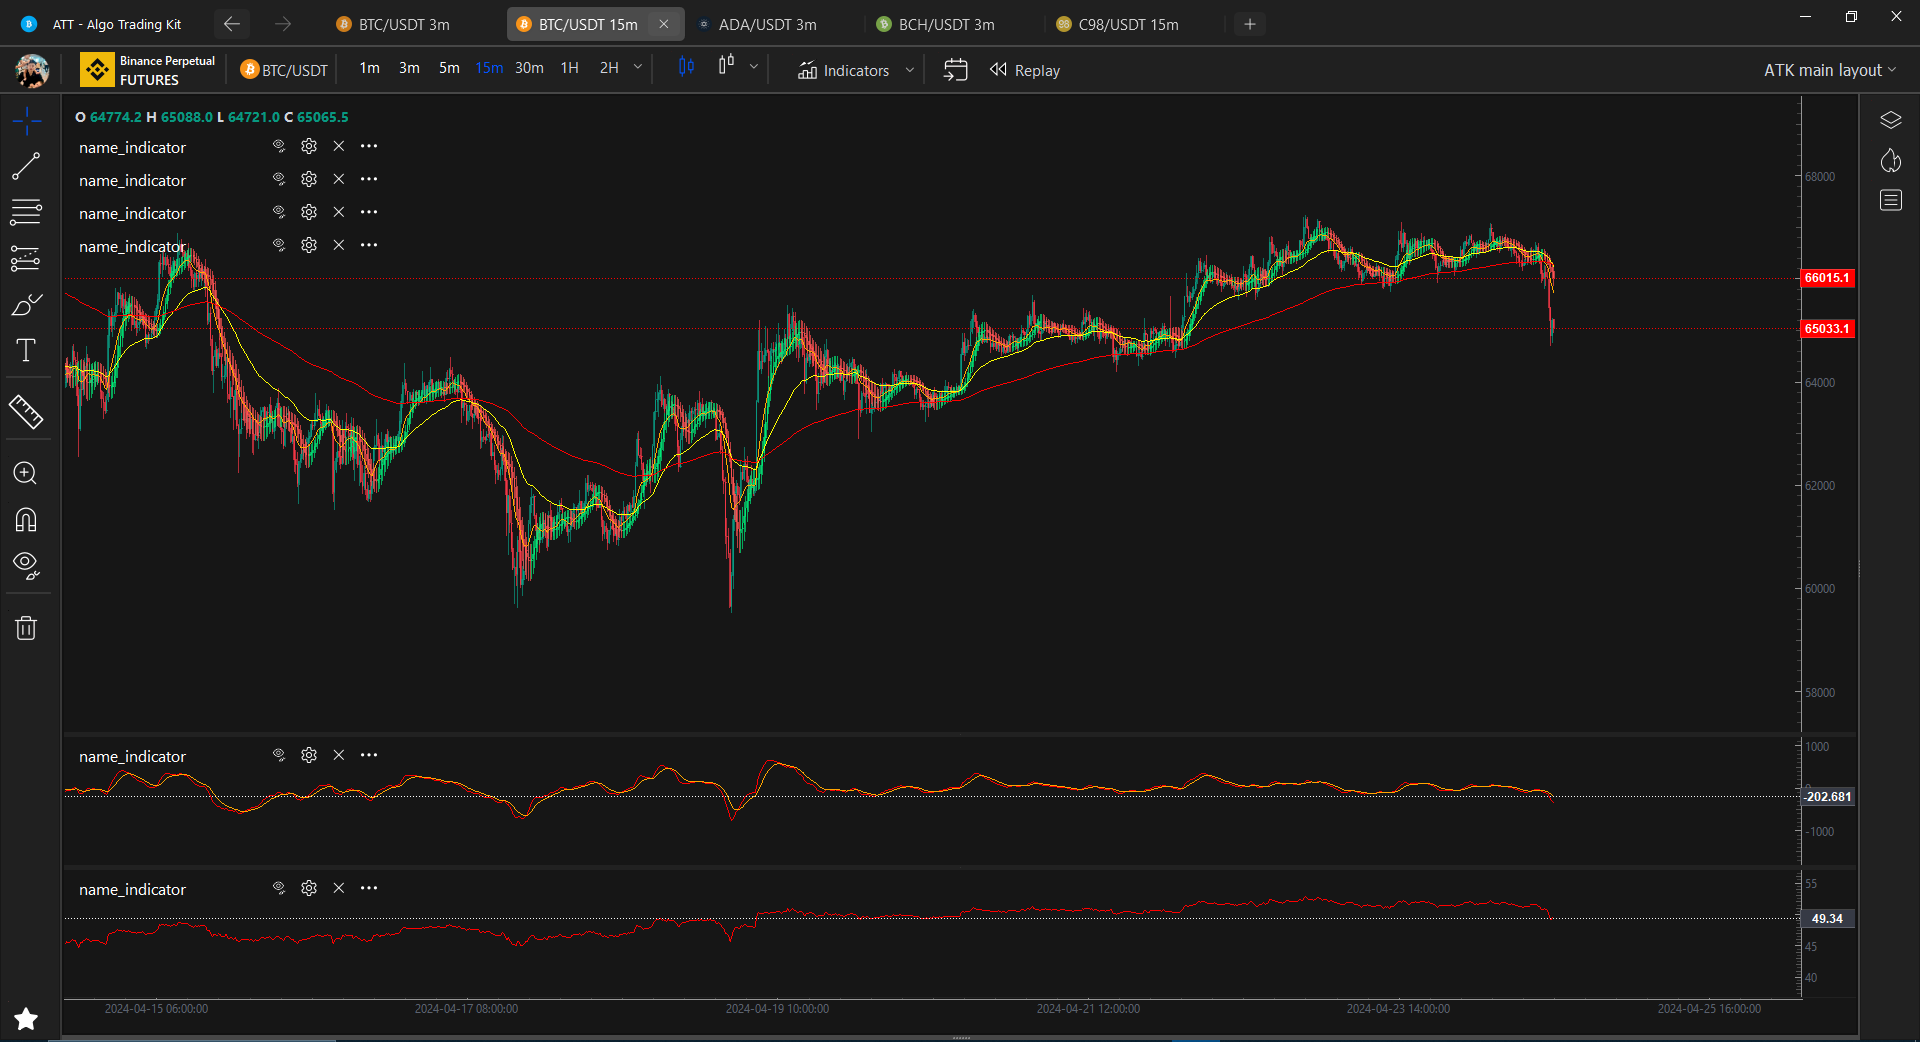 ATT - Algo Trading Kit
BTC/USDT 3m
BTC/USDT 15m
ADA/USDT 3m
BCH/USDT 3m
C98/USDT 15m
Binance Perpetual
FUTURES
BTC/USDT
1m 3m 5m 15m 30m 1H 2H
Indicators
Replay
ATK main layout
O 64774.2 H 65088.0 L 64721.0 C 65065.5
name_indicator
name_indicator
name_indicator
name_indicator
68000
66015.1
65033.1
64000
62000
60000
58000
name_indicator
1000
-202.681
-1000
name_indicator
55
49.34
45
40
2024-04-15 06:00:00
2024-04-17 08:00:00
2024-04-19 10:00:00
2024-04-21 12:00:00
2024-04-23 14:00:00
2024-04-25 16:00:00